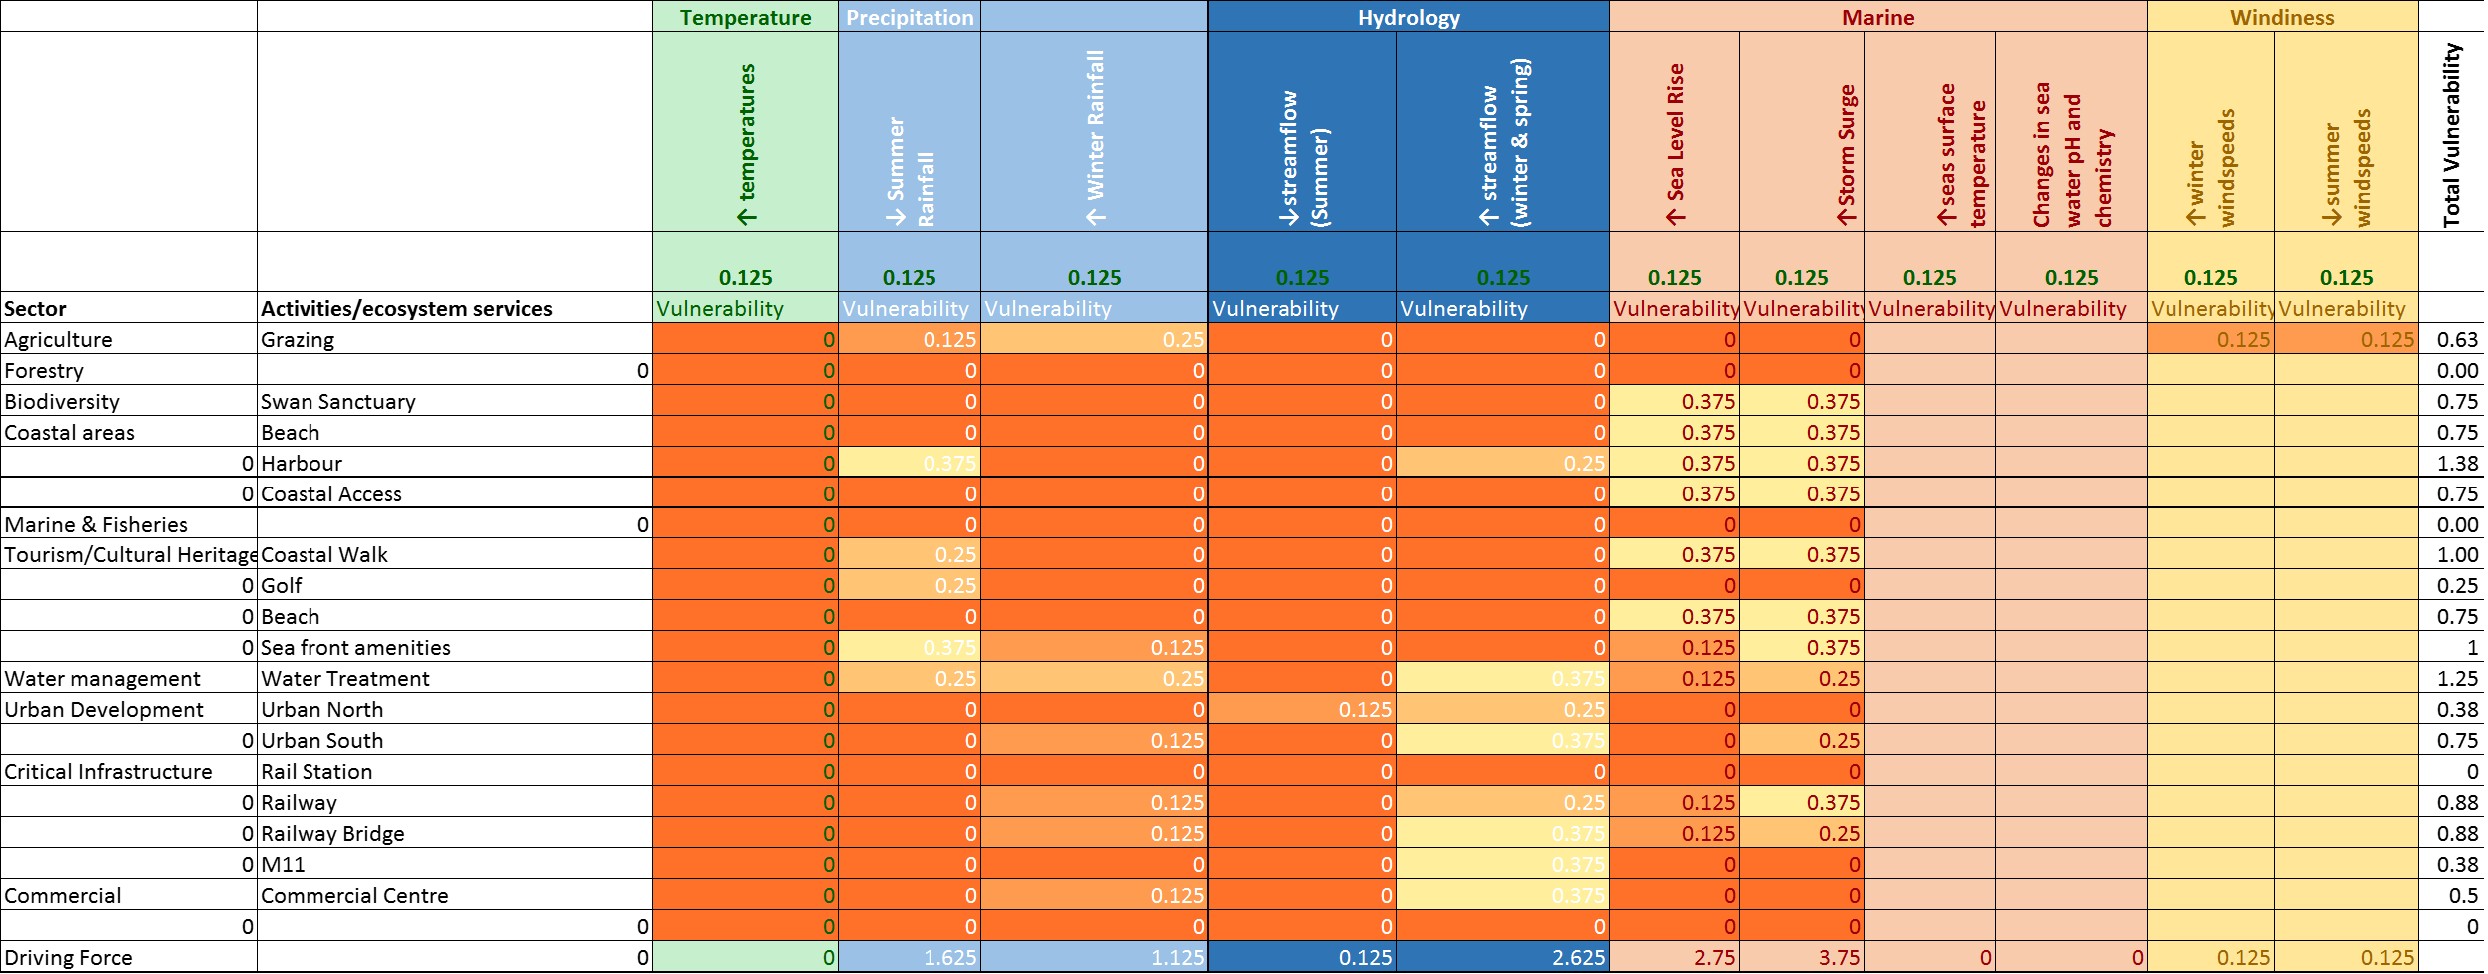 Temperature Precipitation Hydrology Marine Windiness
↑ temperatures
↓ Summer
Rainfall
↑ Winter Rainfall
↓streamflow
(Summer)
↑ streamflow
(winter & spring)
↑ Sea Level Rise
↑Storm Surge
↑seas surface
temperature
Changes in sea
water pH and
chemistry
↑winter
windspeeds
↓summer
windspeeds
Total Vulnerability
0.125 0.125 0.125 0.125 0.125 0.125 0.125 0.125 0.125 0.125 0.125
Sector Activities/ecosystem services Vulnerability Vulnerability Vulnerability Vulnerability Vulnerability Vulnerability Vulnerability Vulnerability Vulnerability Vulnerability Vulnerability
Agriculture Grazing 0 0.125 0.25 0 0 0 0 0.125 0.125 0.63
Forestry 0 0 0 0 0 0 0 0 0.00
Biodiversity Swan Sanctuary 0 0 0 0 0 0.375 0.375 0.75
Coastal areas Beach 0 0 0 0 0 0.375 0.375 0.75
0 Harbour 0 0.375 0 0 0.25 0.375 0.375 1.38
0 Coastal Access 0 0 0 0 0 0.375 0.375 0.75
Marine & Fisheries 0 0 0 0 0 0 0 0 0.00
Tourism/Cultural Heritage Coastal Walk 0 0.25 0 0 0 0.375 0.375 1.00
0 Golf 0 0.25 0 0 0 0 0 0.25
0 Beach 0 0 0 0 0 0.375 0.375 0.75
0 Sea front amenities 0 0.375 0.125 0 0 0.125 0.375 1
Water management Water Treatment 0 0.25 0.25 0 0.375 0.125 0.25 1.25
Urban Development Urban North 0 0 0 0.125 0.25 0 0 0.38
0 Urban South 0 0 0.125 0 0.375 0 0.25 0.75
Critical Infrastructure Rail Station 0 0 0 0 0 0 0 0
0 Railway 0 0 0.125 0 0.25 0.125 0.375 0.88
0 Railway Bridge 0 0 0.125 0 0.375 0.125 0.25 0.88
0 M11 0 0 0 0 0.375 0 0 0.38
Commercial Commercial Centre 0 0 0.125 0 0.375 0 0 0.5
0 0 0 0 0 0 0 0 0 0
Driving Force 0 0 1.625 1.125 0.125 2.625 2.75 3.75 0 0 0.125 0.125